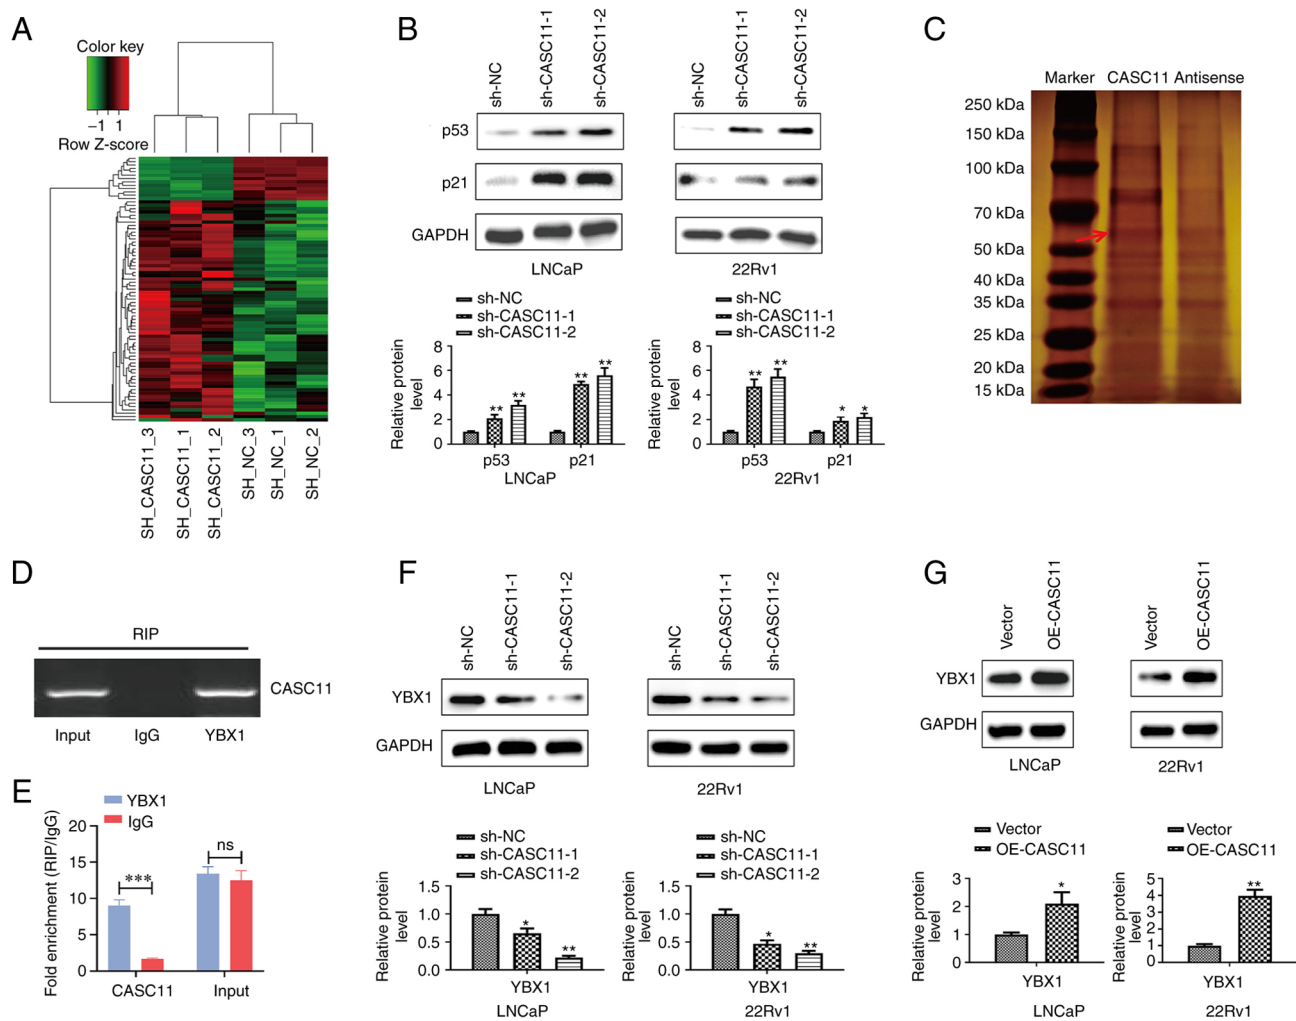 A
Color key
−1 1
Row Z-score
SH_CASC11_3
SH_CASC11_1
SH_CASC11_2
SH_NC_3
SH_NC_1
SH_NC_2
B
sh-NC
sh-CASC11-1
sh-CASC11-2
sh-NC
sh-CASC11-1
sh-CASC11-2
p53
p21
GAPDH
LNCaP
22Rv1
sh-NC
sh-CASC11-1
sh-CASC11-2
Relative protein
level
8
6
4
2
0
**
**
**
**
p53
p21
LNCaP
sh-NC
sh-CASC11-1
sh-CASC11-2
Relative protein
level
8
6
4
2
0
**
**
*
*
p53
p21
22Rv1
C
Marker CASC11 Antisense
250 kDa
150 kDa
100 kDa
70 kDa
50 kDa
40 kDa
35 kDa
25 kDa
20 kDa
15 kDa
D
RIP
CASC11
Input IgG YBX1
E
YBX1
IgG
Fold enrichment (RIP/IgG)
20
15
10
5
0
***
ns
CASC11 Input
F
sh-NC
sh-CASC11-1
sh-CASC11-2
sh-NC
sh-CASC11-1
sh-CASC11-2
YBX1
GAPDH
LNCaP
22Rv1
sh-NC
sh-CASC11-1
sh-CASC11-2
Relative protein
level
1.5
1.0
0.5
0.0
*
**
YBX1
LNCaP
sh-NC
sh-CASC11-1
sh-CASC11-2
Relative protein
level
1.5
1.0
0.5
0.0
*
**
YBX1
22Rv1
G
Vector
OE-CASC11
Vector
OE-CASC11
YBX1
GAPDH
LNCaP
22Rv1
Vector
OE-CASC11
Relative protein
level
3
2
1
0
*
YBX1
LNCaP
Vector
OE-CASC11
Relative protein
level
5
4
3
2
1
0
**
YBX1
22Rv1